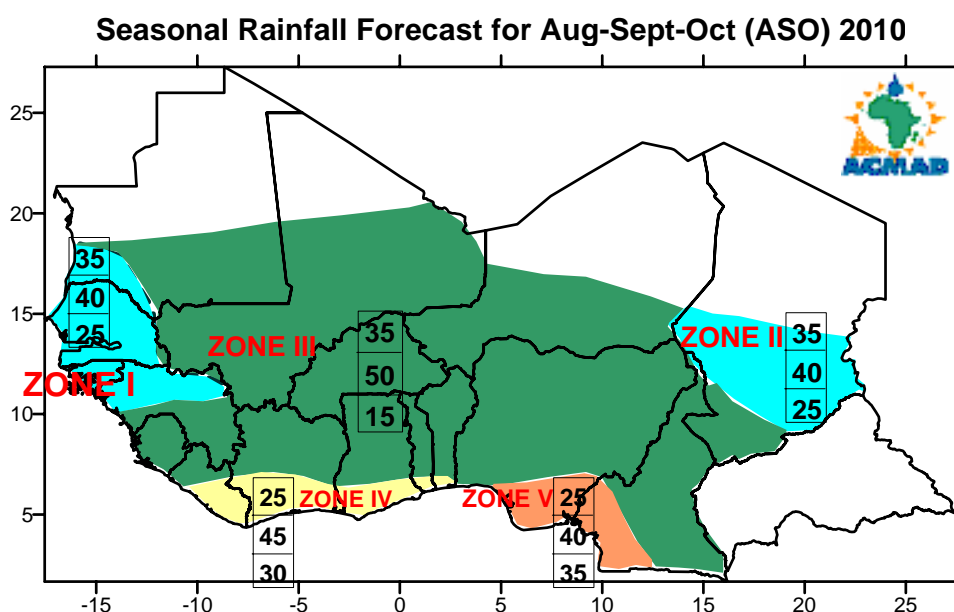 Seasonal Rainfall Forecast for Aug-Sept-Oct (ASO) 2010
25
20
15
10
5
-15 -10 -5 0 5 10 15 20 25
ACMAD
35
40
25
ZONE I
ZONE III
35
50
15
ZONE II
35
40
25
25
45
30
ZONE IV
ZONE V
25
40
35